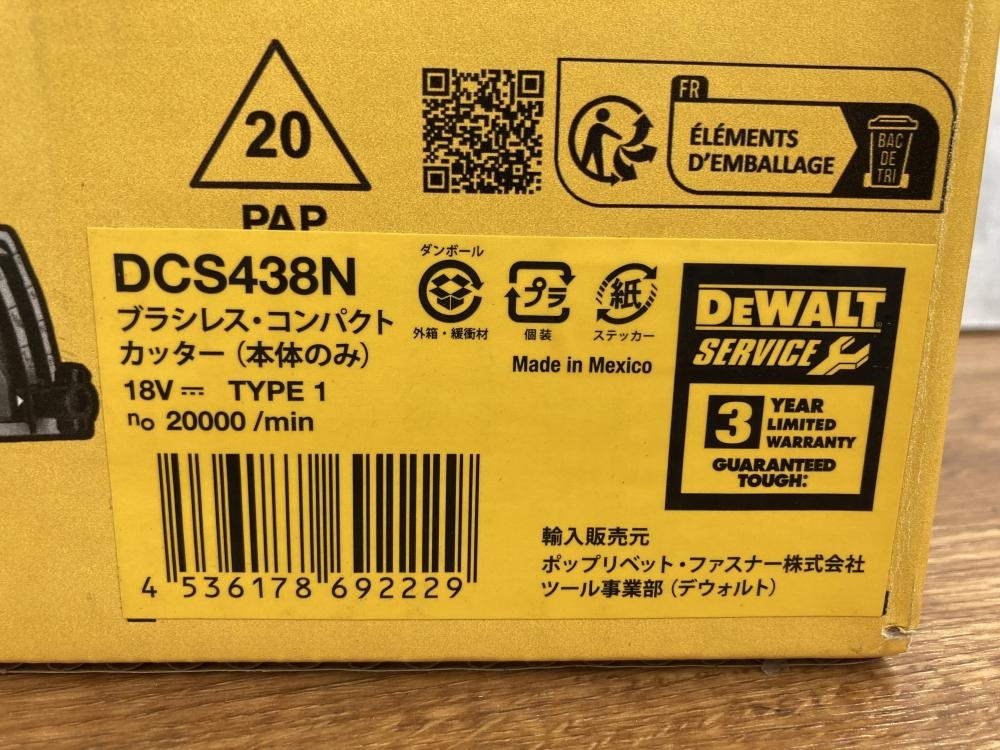 20
PAP
FR
ÉLÉMENTS
D'EMBALLAGE
BAC
DE
TRI
DCS438N
ブラシレス・コンパクト
カッター（本体のみ）
18V TYPE 1
no 20000 /min
ダンボール
外箱・緩衝材
プラ
個装
紙
ステッカー
Made in Mexico
DEWALT
SERVICE
3 YEAR
LIMITED
WARRANTY
GUARANTEED
TOUGH:
4 536178 692229
輸入販売元
ポップリベット・ファスナー株式会社
ツール事業部（デウォルト）